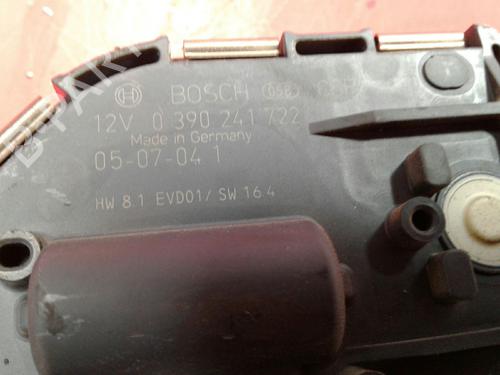 BOSCH
12V 0 390 241 722
Made in Germany
05-07-04 1
HW 8.1 EVD01/ SW 16.4